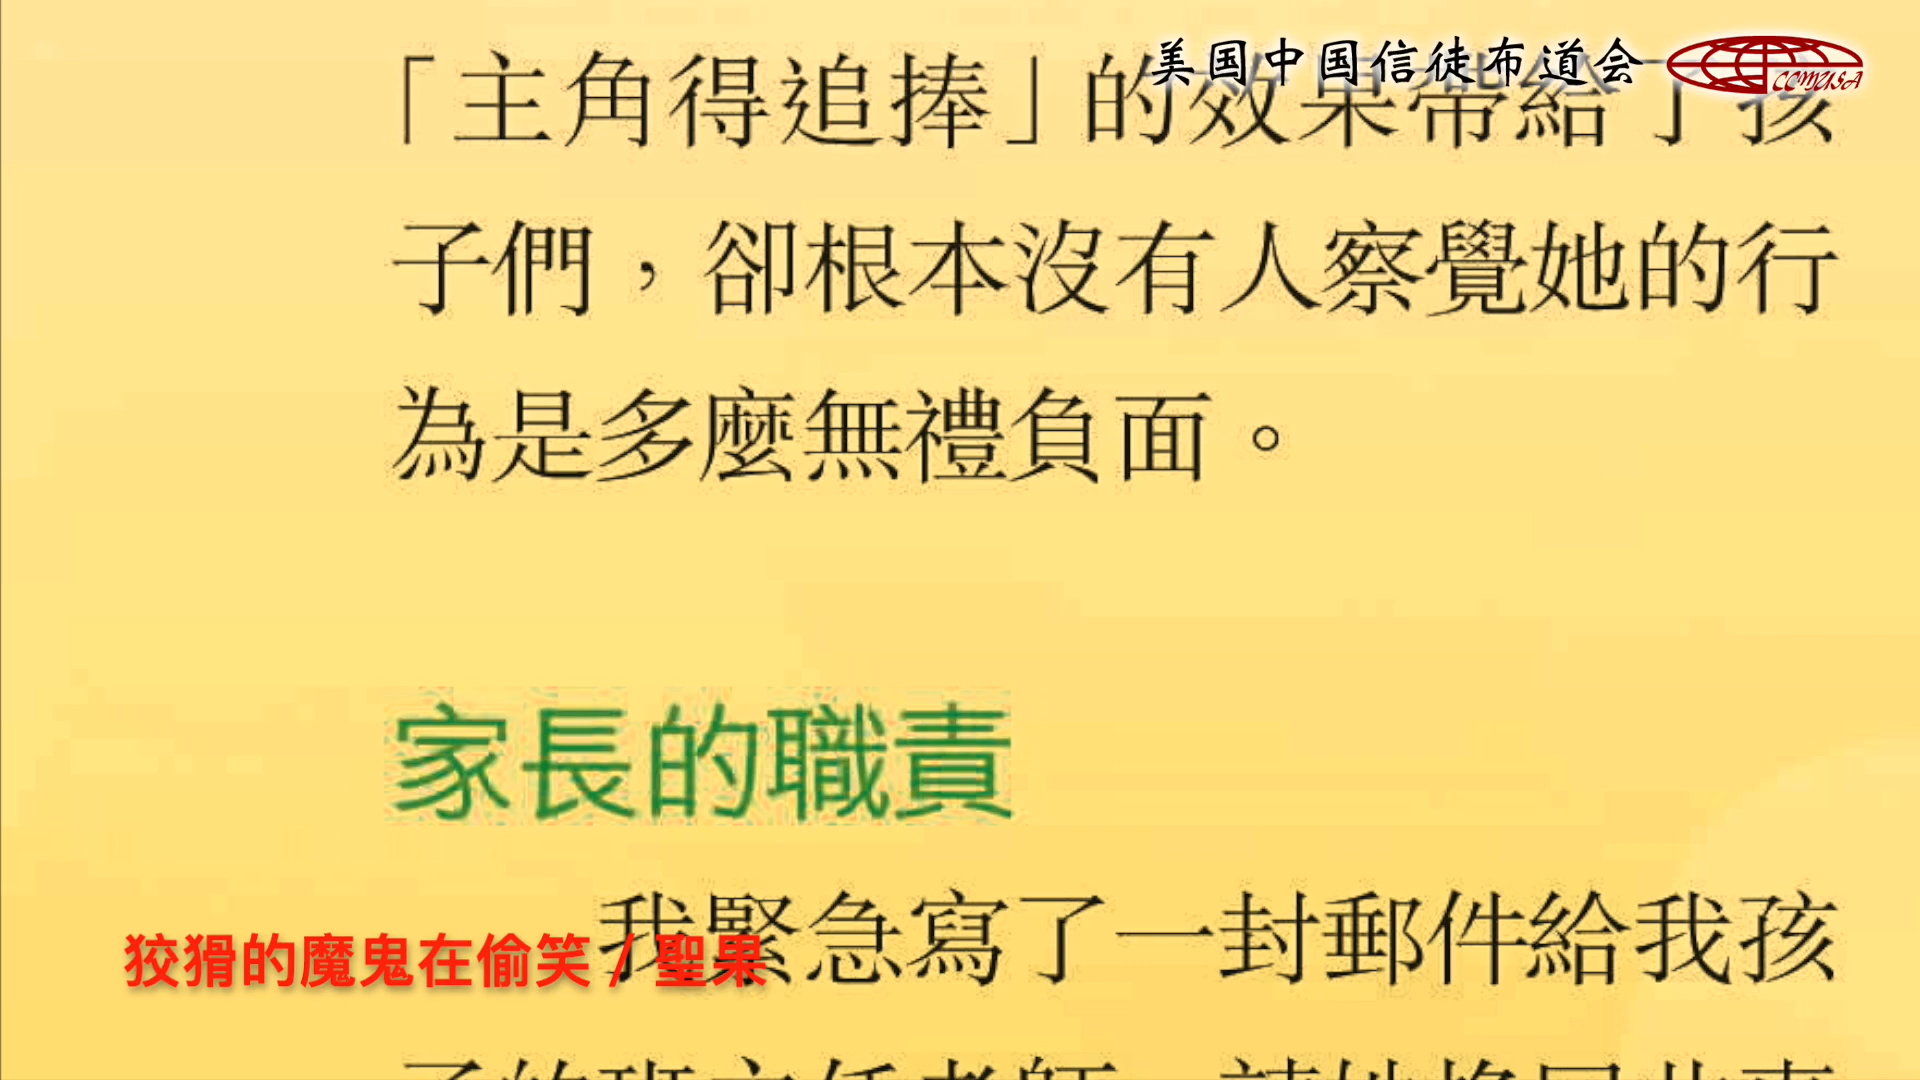 美国中国信徒布道会 CCMUSA
「主角得追捧」的效果帶給了孩
子們，卻根本沒有人察覺她的行
為是多麼無禮負面。
家長的職責
我緊急寫了一封郵件給我孩
狡猾的魔鬼在偷笑 / 聖果